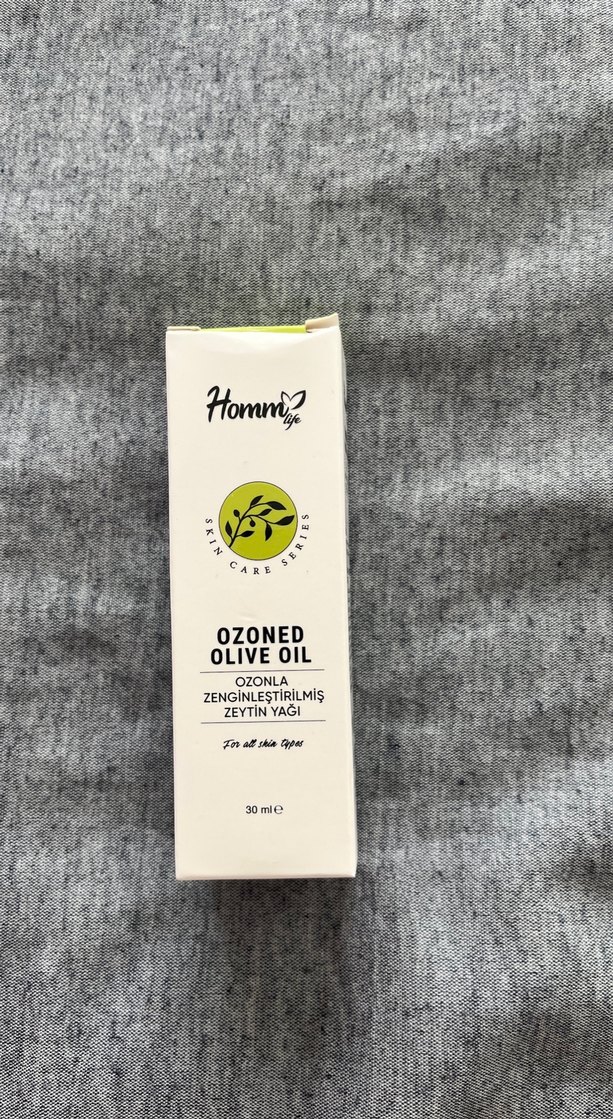 Homm
life
SKIN CARE SERIES
OZONED
OLIVE OIL
OZONLA
ZENGİNLEŞTİRİLMİŞ
ZEYTİN YAĞI
For all skin types
30 ml℮